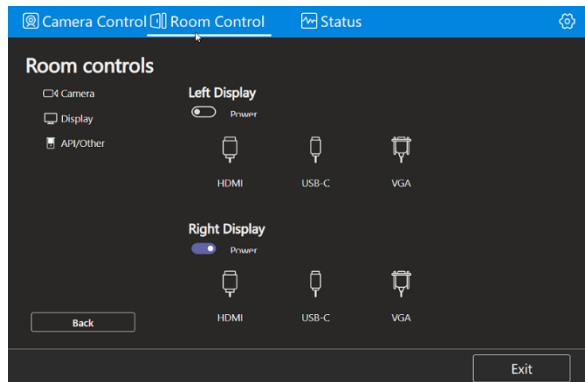 Camera Control Room Control Status
Room controls
Camera
Display
API/Other
Left Display
Power
HDMI USB-C VGA
Right Display
Power
HDMI USB-C VGA
Back
Exit